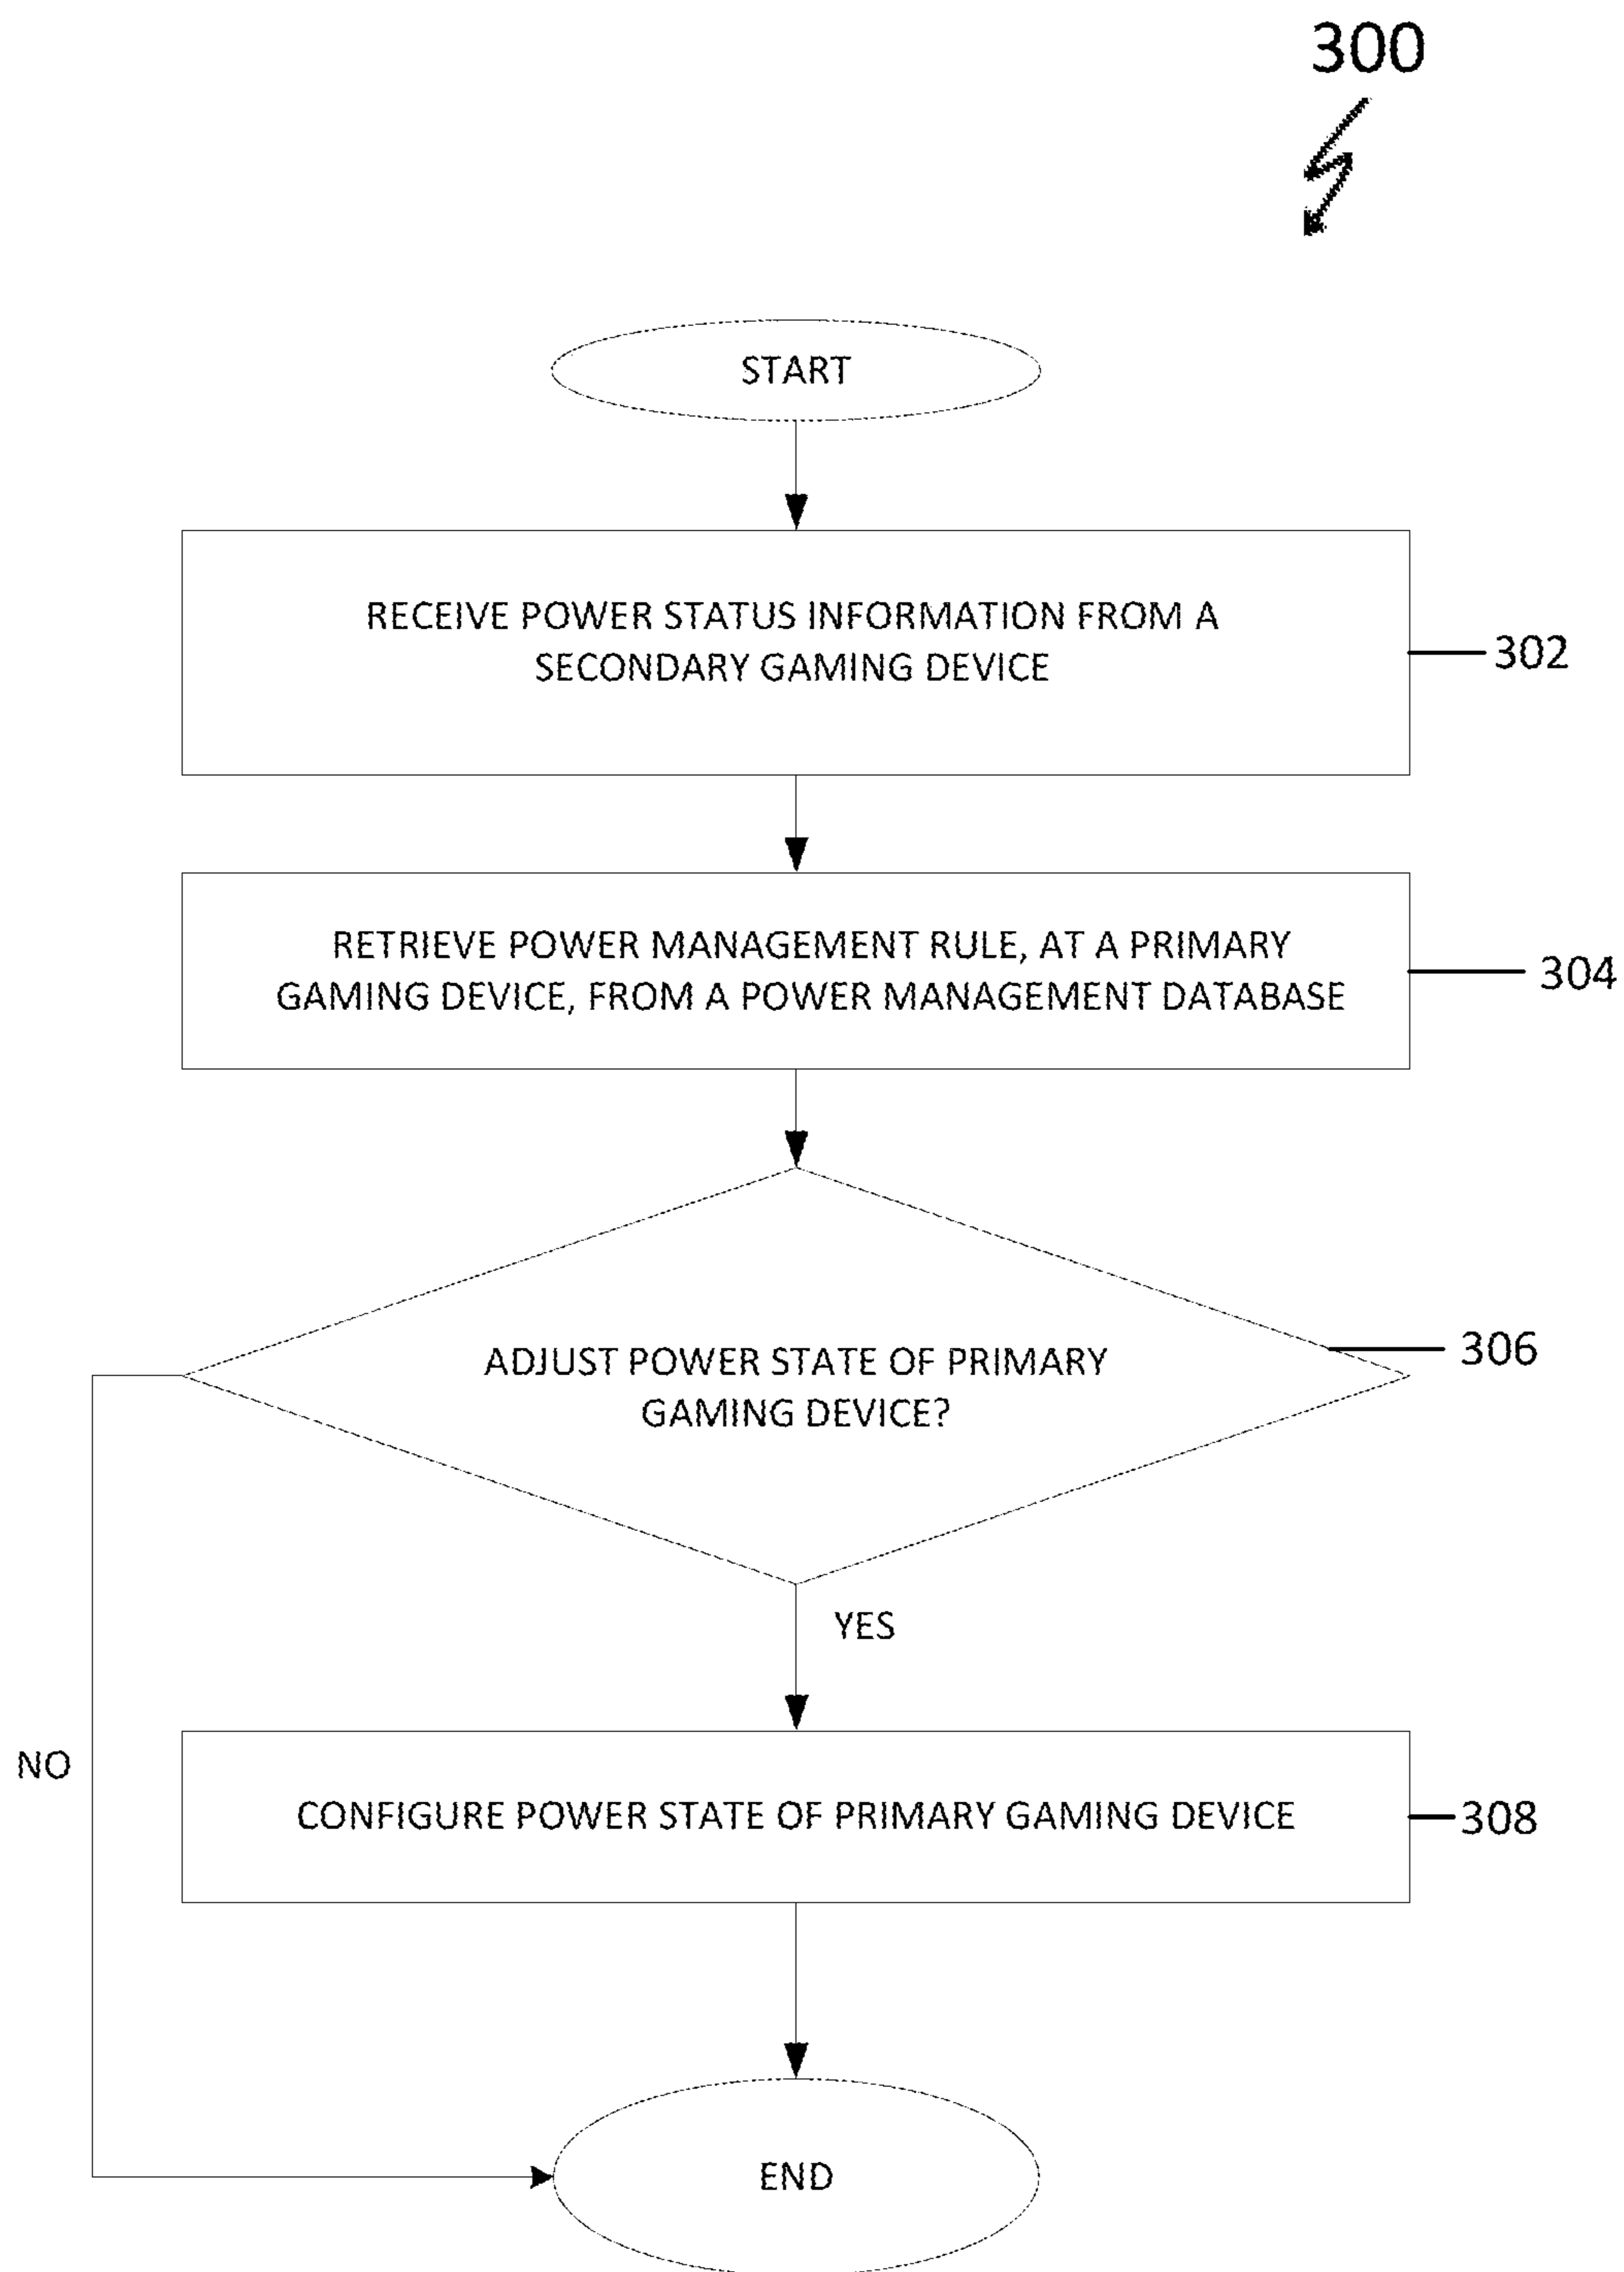 300
START
RECEIVE POWER STATUS INFORMATION FROM A
SECONDARY GAMING DEVICE
302
RETRIEVE POWER MANAGEMENT RULE, AT A PRIMARY
GAMING DEVICE, FROM A POWER MANAGEMENT DATABASE
304
ADJUST POWER STATE OF PRIMARY
GAMING DEVICE?
306
YES
NO
CONFIGURE POWER STATE OF PRIMARY GAMING DEVICE
308
END